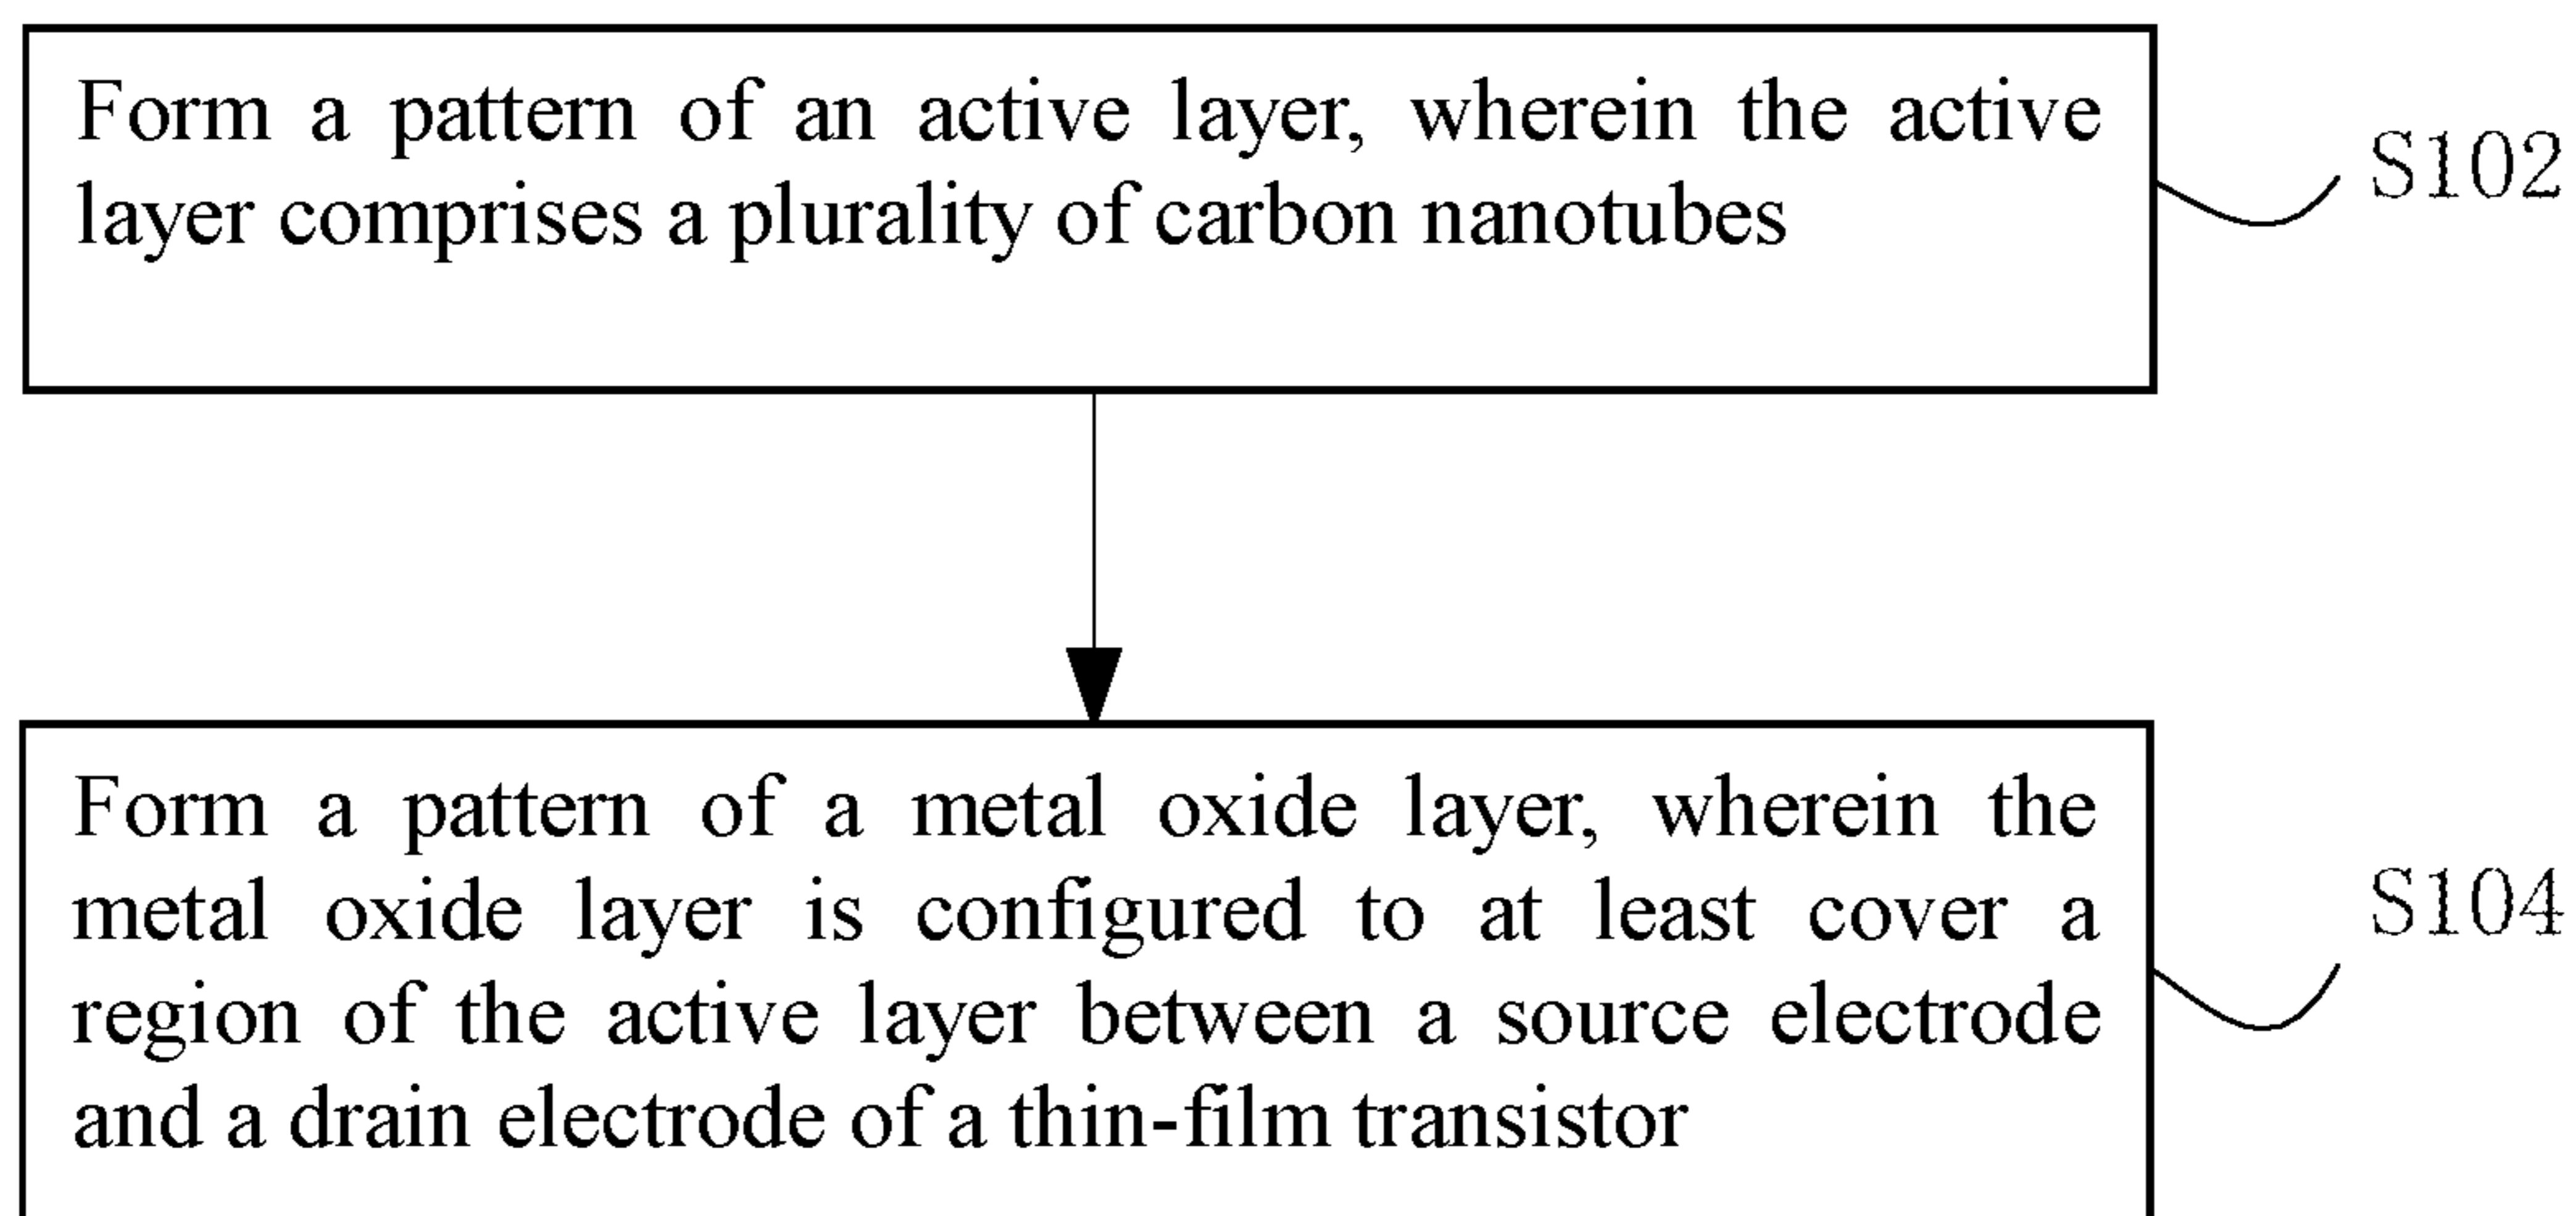 Form a pattern of an active layer, wherein the active
layer comprises a plurality of carbon nanotubes
S102
Form a pattern of a metal oxide layer, wherein the
metal oxide layer is configured to at least cover a
region of the active layer between a source electrode
and a drain electrode of a thin-film transistor
S104